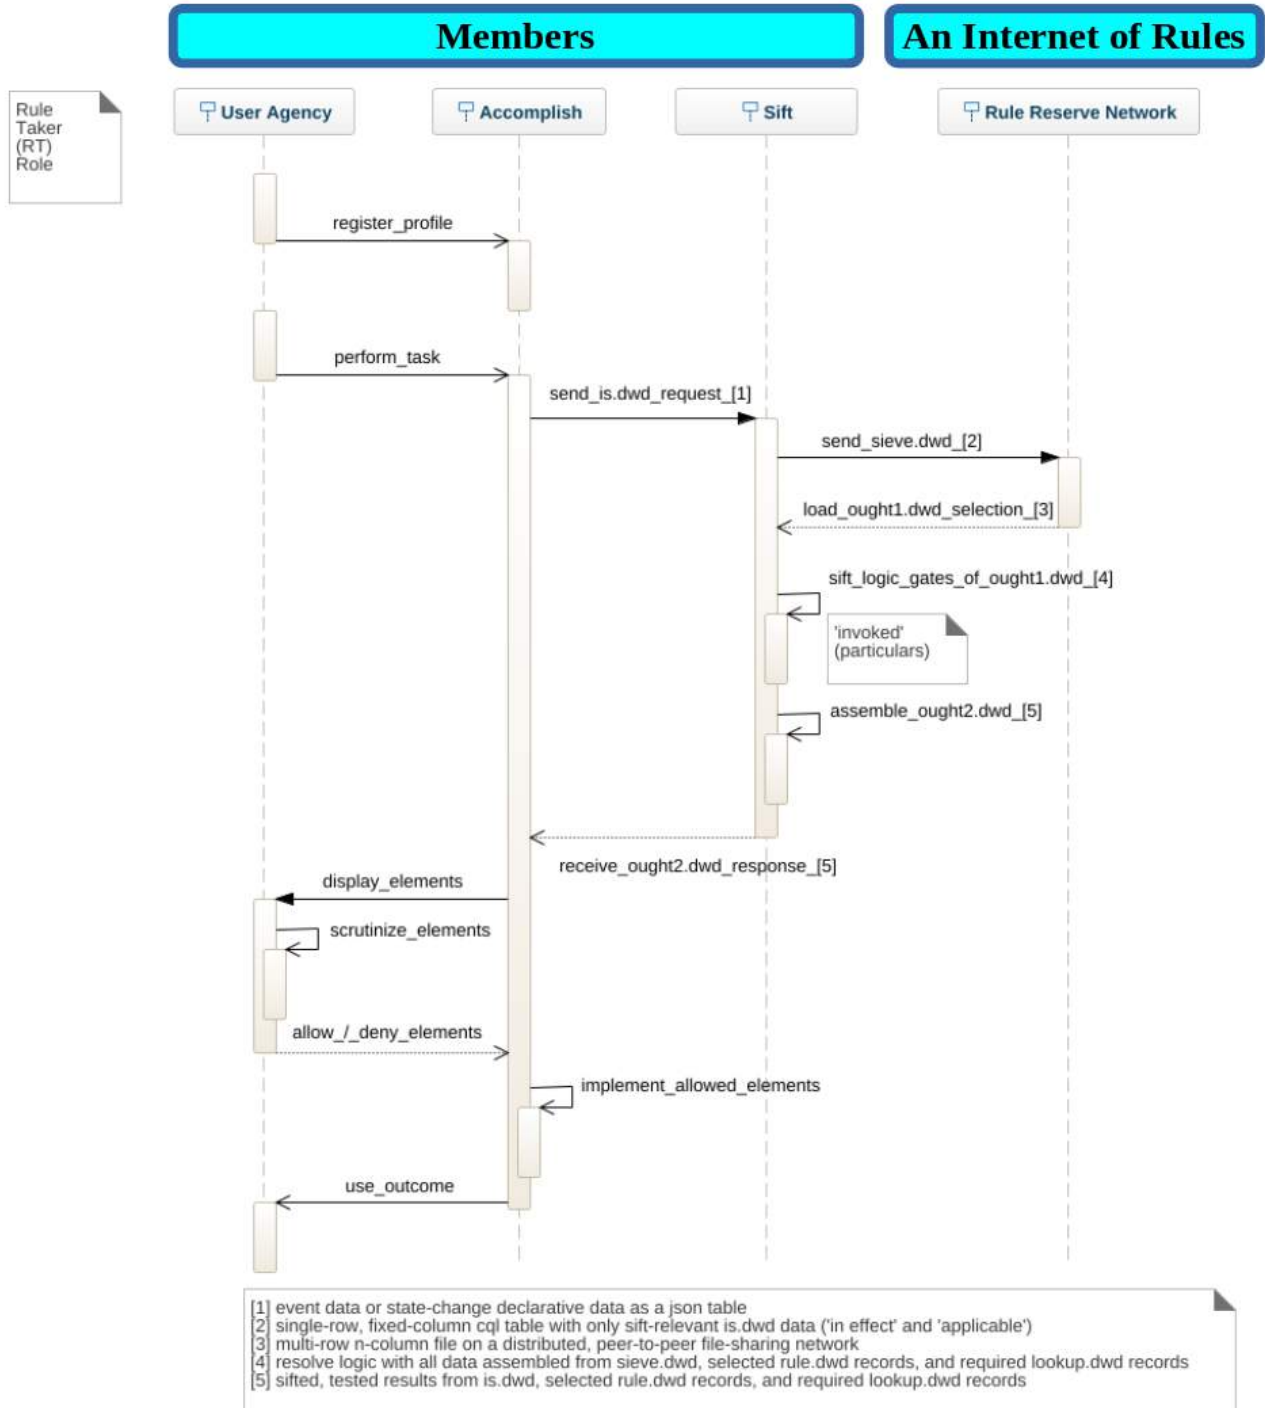 Members
An Internet of Rules
Rule
Taker
(RT)
Role
User Agency
Accomplish
Sift
Rule Reserve Network
register_profile
perform_task
send_is.dwd_request_[1]
send_sieve.dwd_[2]
load_ought1.dwd_selection_[3]
sift_logic_gates_of_ought1.dwd_[4]
'invoked'
(particulars)
assemble_ought2.dwd_[5]
receive_ought2.dwd_response_[5]
display_elements
scrutinize_elements
allow_/_deny_elements
implement_allowed_elements
use_outcome
[1] event data or state-change declarative data as a json table
[2] single-row, fixed-column cql table with only sift-relevant is.dwd data ('in effect' and 'applicable')
[3] multi-row n-column file on a distributed, peer-to-peer file-sharing network
[4] resolve logic with all data assembled from sieve.dwd, selected rule.dwd records, and required lookup.dwd records
[5] sifted, tested results from is.dwd, selected rule.dwd records, and required lookup.dwd records